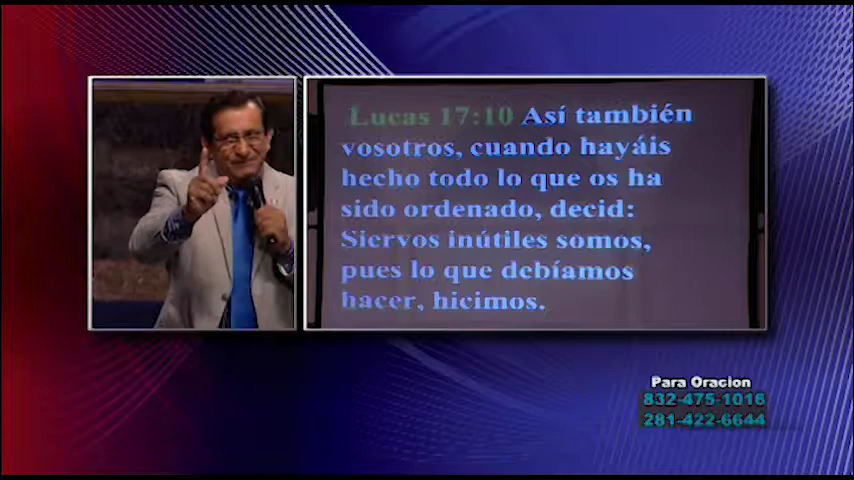 Lucas 17:10 Así también
vosotros, cuando hayáis
hecho todo lo que os ha
sido ordenado, decid:
Siervos inútiles somos,
pues lo que debíamos
hacer, hicimos.
Para Oracion
832-475-1016
281-422-6644